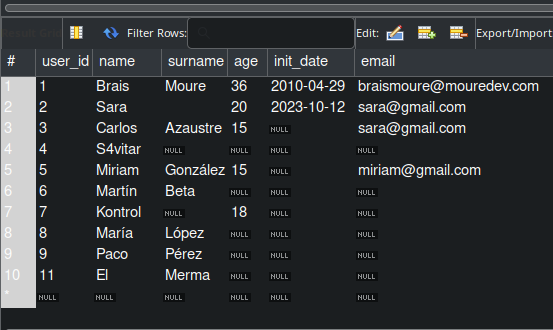 Result Grid Filter Rows: Edit: Export/Import
# user_id name surname age init_date email
1 1 Brais Moure 36 2010-04-29 braismoure@mouredev.com
2 2 Sara 20 2023-10-12 sara@gmail.com
3 3 Carlos Azaustre 15 NULL sara@gmail.com
4 4 S4vitar NULL NULL NULL NULL
5 5 Miriam González 15 NULL miriam@gmail.com
6 6 Martín Beta NULL NULL NULL
7 7 Kontrol NULL 18 NULL NULL
8 8 María López NULL NULL NULL
9 9 Paco Pérez NULL NULL NULL
10 11 El Merma NULL NULL NULL
* NULL NULL NULL NULL NULL NULL